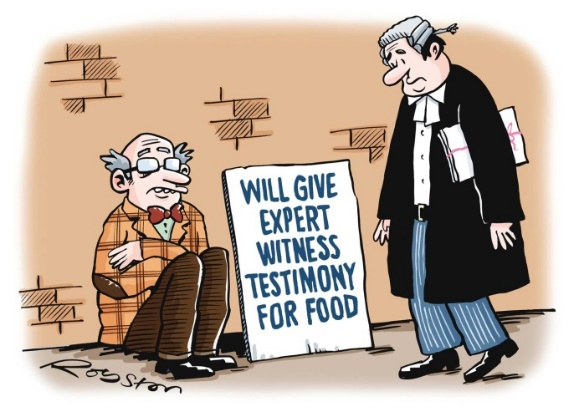 WILL GIVE
EXPERT
WITNESS
TESTIMONY
FOR FOOD
Royston